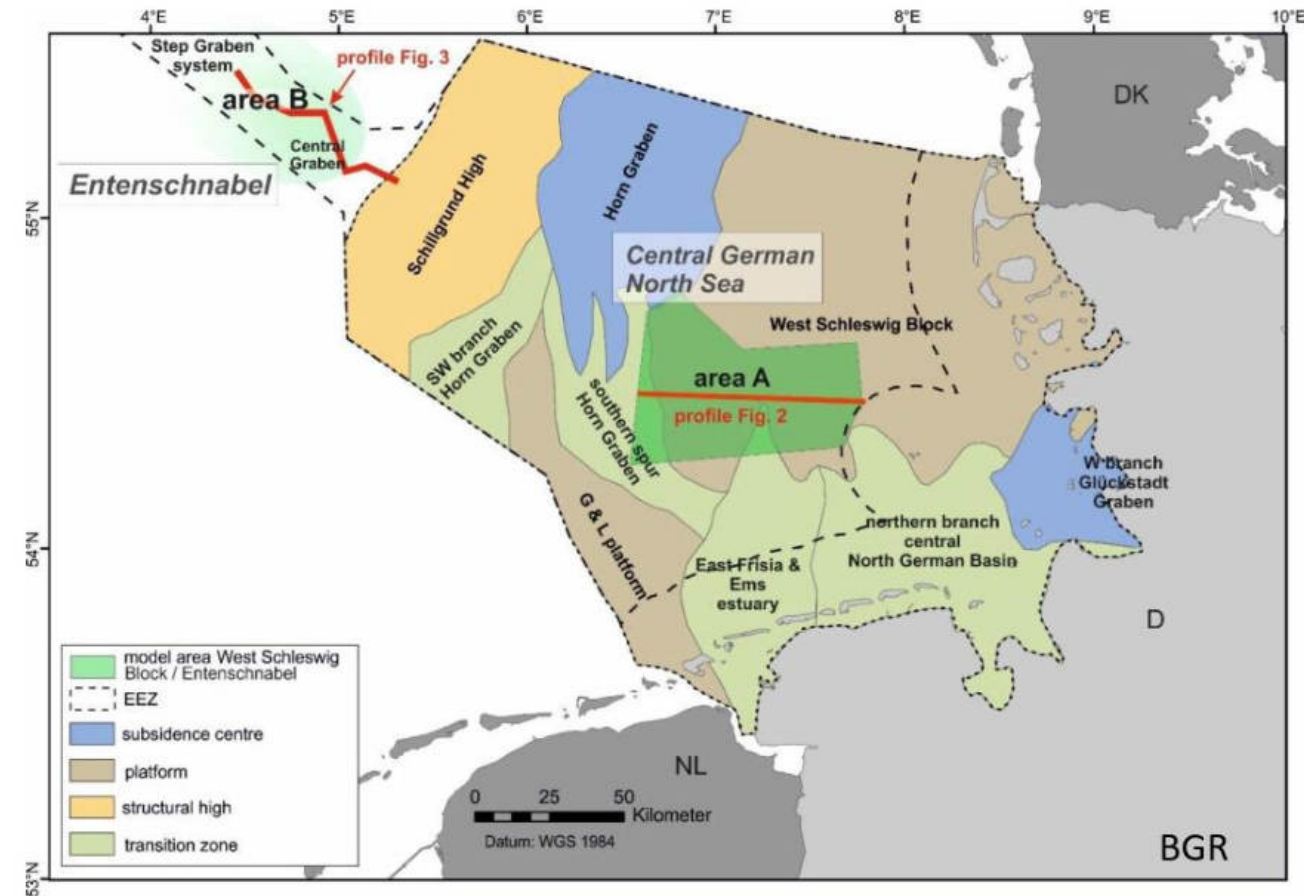 4°E
5°E
6°E
7°E
8°E
9°E
10°E
Step Graben
system
profile Fig. 3
area B
Central
Graben
Entenschnabel
DK
55°N
54°N
53°N
Schillgrund High
Horn Graben
Central German
North Sea
West Schleswig Block
SW branch
Horn Graben
area A
profile Fig. 2
southern spur
Horn Graben
W branch
Glückstadt
Graben
G & L platform
northern branch
central
North German Basin
East Frisia &
Ems
estuary
D
model area West Schleswig
Block / Entenschnabel
EEZ
subsidence centre
platform
structural high
transition zone
NL
0 25 50
Kilometer
Datum: WGS 1984
BGR